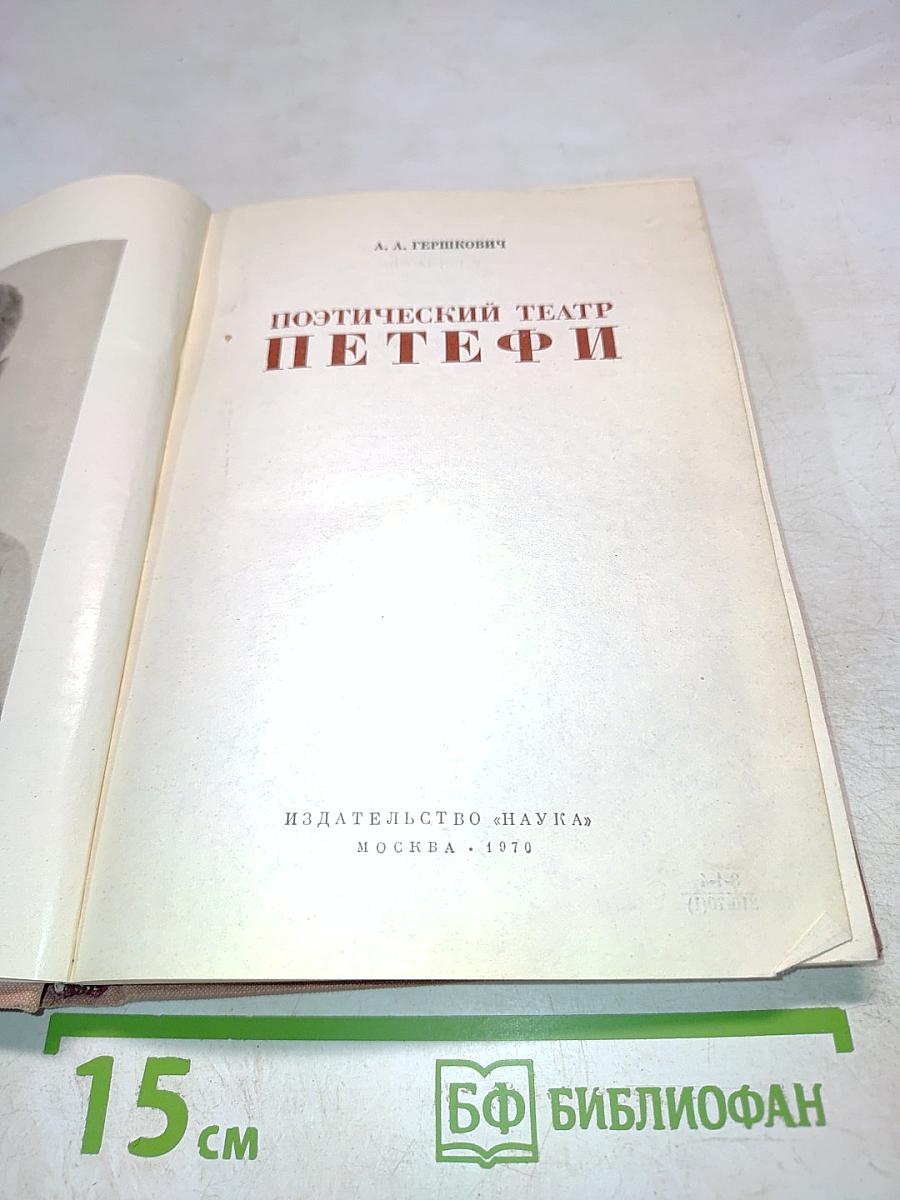 А. А. ГЕРШКОВИЧ
ПОЭТИЧЕСКИЙ ТЕАТР
ПЕТЕФИ
ИЗДАТЕЛЬСТВО «НАУКА»
МОСКВА • 1970
15 см
БФ БИБЛИОФАН